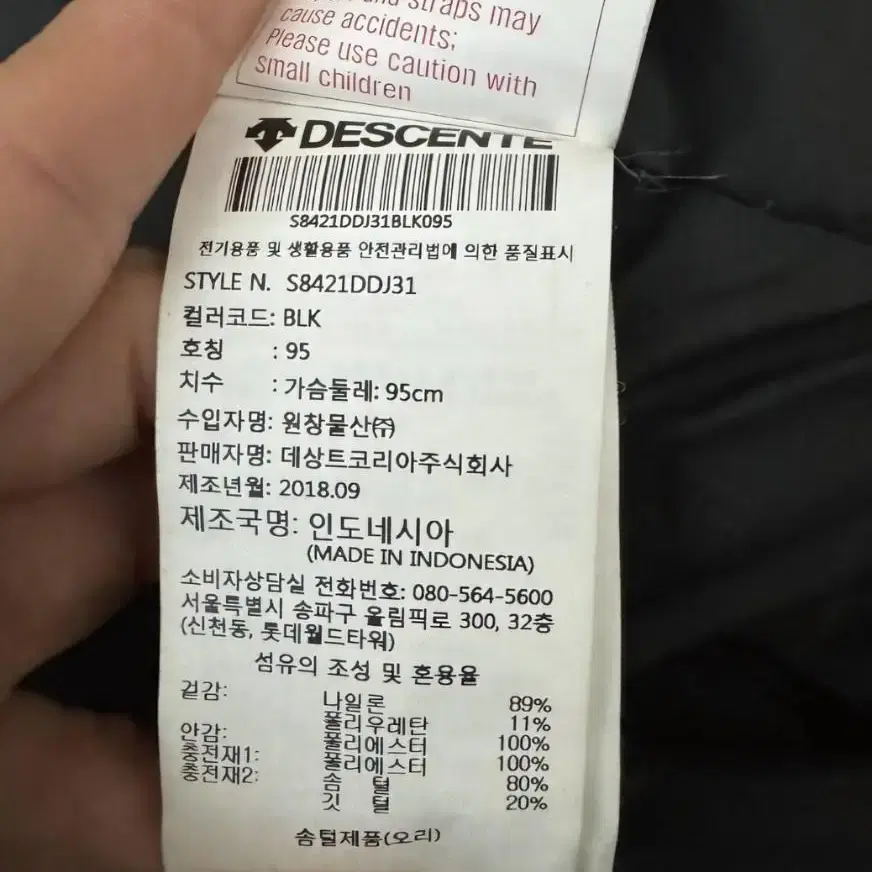 straps may
cause accidents;
Please use caution with
small children
DESCENTE
S8421DDJ31BLK095
전기용품 및 생활용품 안전관리법에 의한 품질표시
STYLE N. S8421DDJ31
컬러코드: BLK
호칭 : 95
치수 : 가슴둘레: 95cm
수입자명: 원창물산㈜
판매자명: 데상트코리아주식회사
제조년월: 2018.09
제조국명: 인도네시아
(MADE IN INDONESIA)
소비자상담실 전화번호: 080-564-5600
서울특별시 송파구 올림픽로 300, 32층
(신천동, 롯데월드타워)
섬유의 조성 및 혼용율
겉감: 나일론 89%
폴리우레탄 11%
안감: 폴리에스터 100%
충전재1: 폴리에스터 100%
충전재2: 솜 털 80%
깃 털 20%
솜털제품(오리)